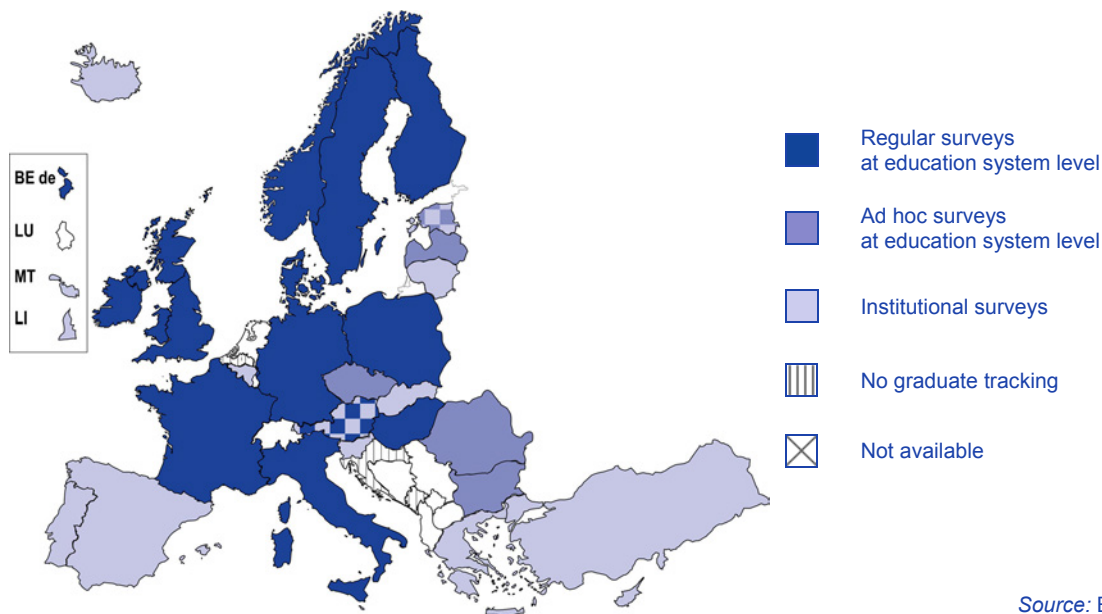 BE de
LU
MT
LI
Regular surveys
at education system level
Ad hoc surveys
at education system level
Institutional surveys
No graduate tracking
Not available
Source: E